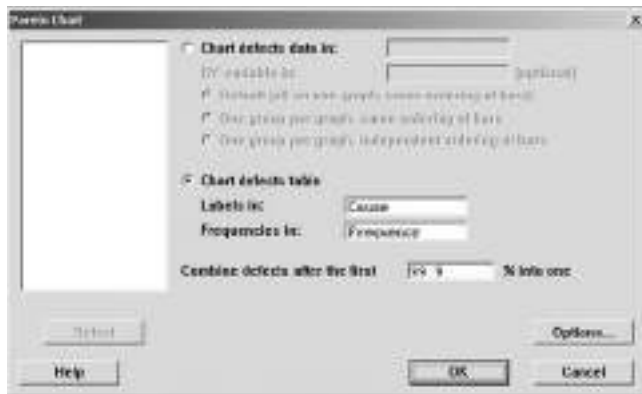 Pareto Chart
Chart defects data in:
BY variable in: (optional)
Default (all on one graph, same ordering of bars)
One group per graph, same ordering of bars
One group per graph, independent ordering of bars
Chart defects table
Labels in: Cause
Frequencies in: Frequence
Combine defects after the first 99.9 % into one
Select
Options...
Help
OK
Cancel